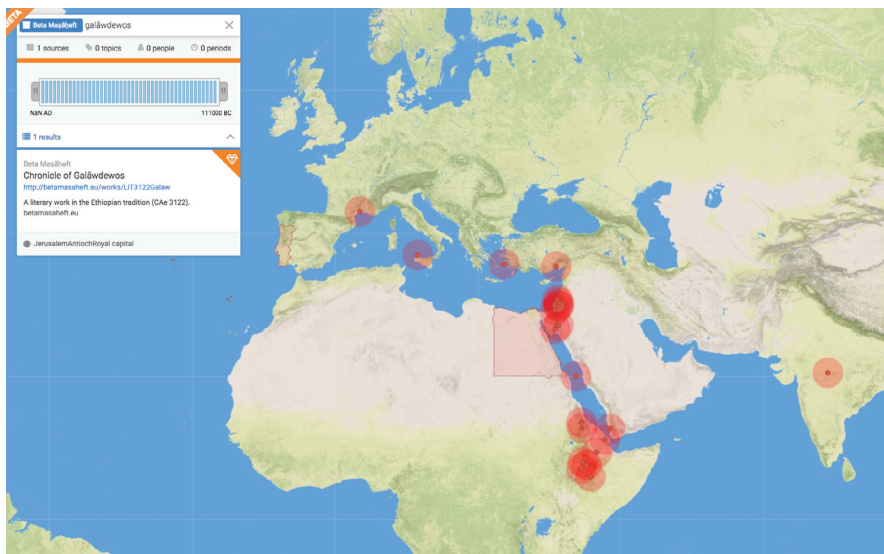 BETA
Beta Maṣāḥǝft galāwdewos
1 sources 0 topics 0 people 0 periods
NaN AD 111000 BC
1 results
Beta Maṣāḥǝft
Chronicle of Galāwdewos
http://betamasaheft.eu/works/LIT3122Galaw
A literary work in the Ethiopian tradition (CAe 3122).
betamasaheft.eu
JerusalemAntiochRoyal capital